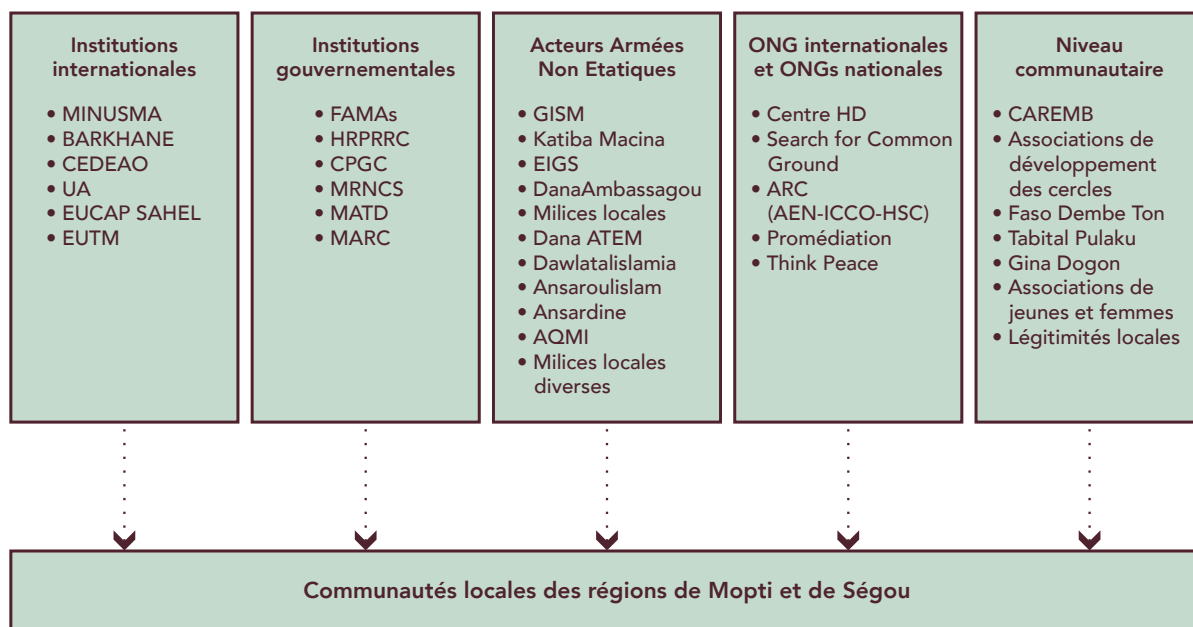 Institutions
internationales
• MINUSMA
• BARKHANE
• CEDEAO
• UA
• EUCAP SAHEL
• EUTM
Institutions
gouvernementales
• FAMAs
• HRPRRC
• CPGC
• MRNCS
• MATD
• MARC
Acteurs Armées
Non Etatiques
• GISM
• Katiba Macina
• EIGS
• DanaAmbassagou
• Milices locales
• Dana ATEM
• Dawlatalislamia
• Ansaroulislam
• Ansardine
• AQMI
• Milices locales
diverses
ONG internationales
et ONGs nationales
• Centre HD
• Search for Common
Ground
• ARC
(AEN-ICCO-HSC)
• Promédiation
• Think Peace
Niveau
communautaire
• CAREMB
• Associations de
développement
des cercles
• Faso Dembe Ton
• Tabital Pulaku
• Gina Dogon
• Associations de
jeunes et femmes
• Légitimités locales
Communautés locales des régions de Mopti et de Ségou